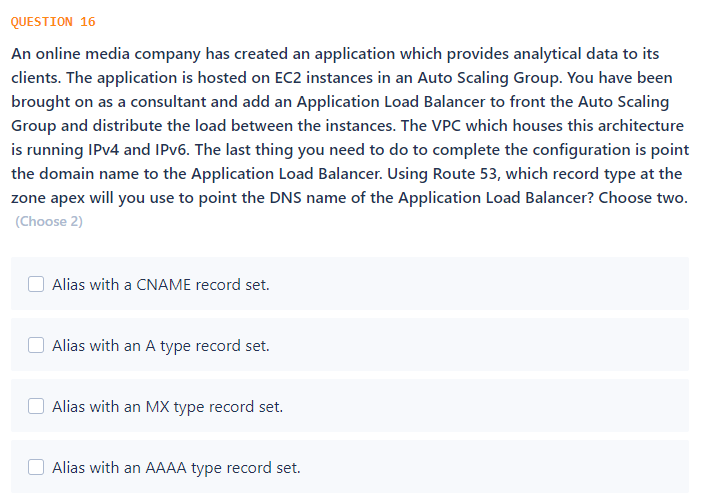 QUESTION 16
An online media company has created an application which provides analytical data to its
clients. The application is hosted on EC2 instances in an Auto Scaling Group. You have been
brought on as a consultant and add an Application Load Balancer to front the Auto Scaling
Group and distribute the load between the instances. The VPC which houses this architecture
is running IPv4 and IPv6. The last thing you need to do to complete the configuration is point
the domain name to the Application Load Balancer. Using Route 53, which record type at the
zone apex will you use to point the DNS name of the Application Load Balancer? Choose two.
(Choose 2)
Alias with a CNAME record set.
Alias with an A type record set.
Alias with an MX type record set.
Alias with an AAAA type record set.